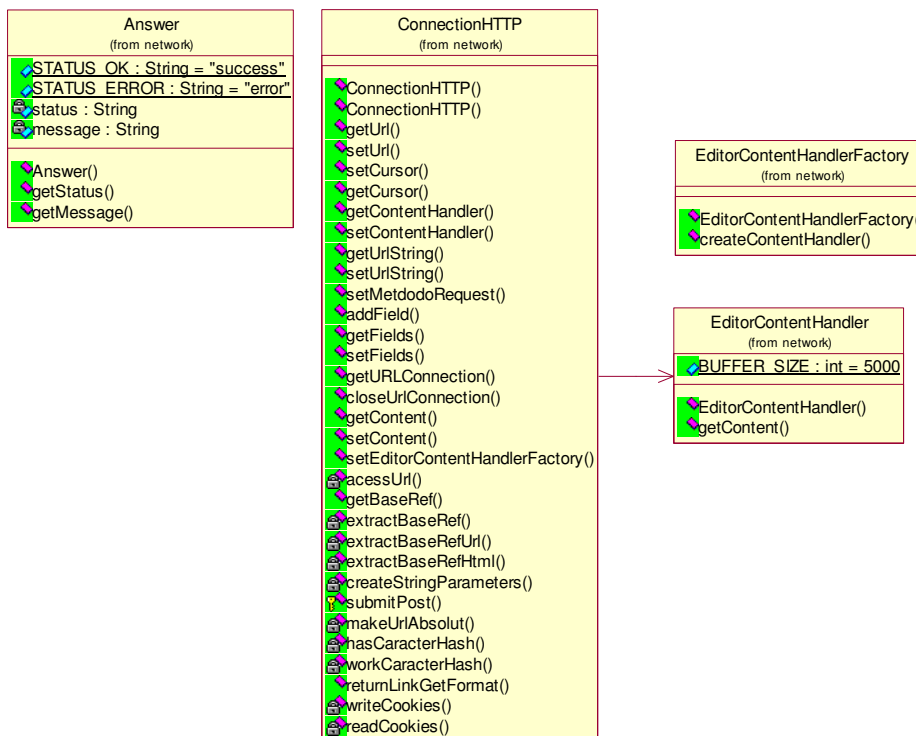 Answer
(from network)
STATUS_OK : String = "success"
STATUS_ERROR : String = "error"
status : String
message : String
Answer()
getStatus()
getMessage()
ConnectionHTTP
(from network)
ConnectionHTTP()
ConnectionHTTP()
getUrl()
setUrl()
setCursor()
getCursor()
getContentHandler()
setContentHandler()
getUrlString()
setUrlString()
setMetdodoRequest()
addField()
getFields()
setFields()
getURLConnection()
closeUrlConnection()
getContent()
setContent()
setEditorContentHandlerFactory()
acessUrl()
getBaseRef()
extractBaseRef()
extractBaseRefUrl()
extractBaseRefHtml()
createStringParameters()
submitPost()
makeUrlAbsolut()
hasCaracterHash()
workCaracterHash()
returnLinkGetFormat()
writeCookies()
readCookies()
EditorContentHandlerFactory
(from network)
EditorContentHandlerFactory(
createContentHandler()
EditorContentHandler
(from network)
BUFFER_SIZE : int = 5000
EditorContentHandler()
getContent()